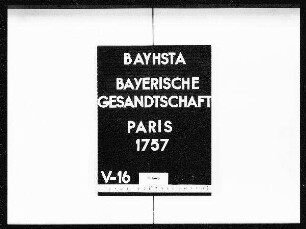 BAYHSTA
BAYERISCHE
GESANDTSCHAFT
PARIS
1757
V-16